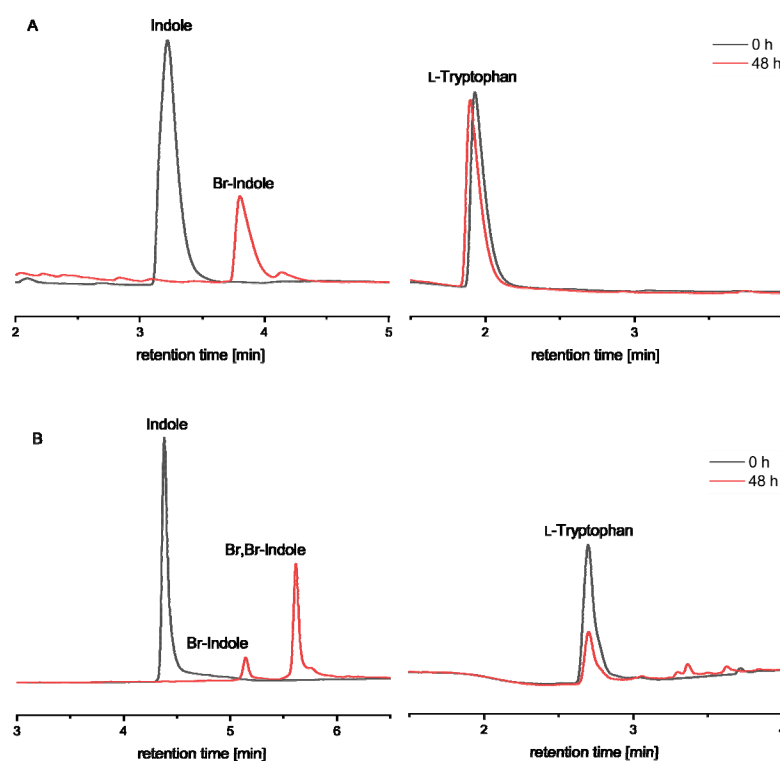 A
Indole
Br-Indole
2 3 4 5
retention time [min]
L-Tryptophan
0 h
48 h
2 3
retention time [min]
B
Indole
Br,Br-Indole
Br-Indole
3 4 5 6
retention time [min]
L-Tryptophan
0 h
48 h
2 3 4
retention time [min]